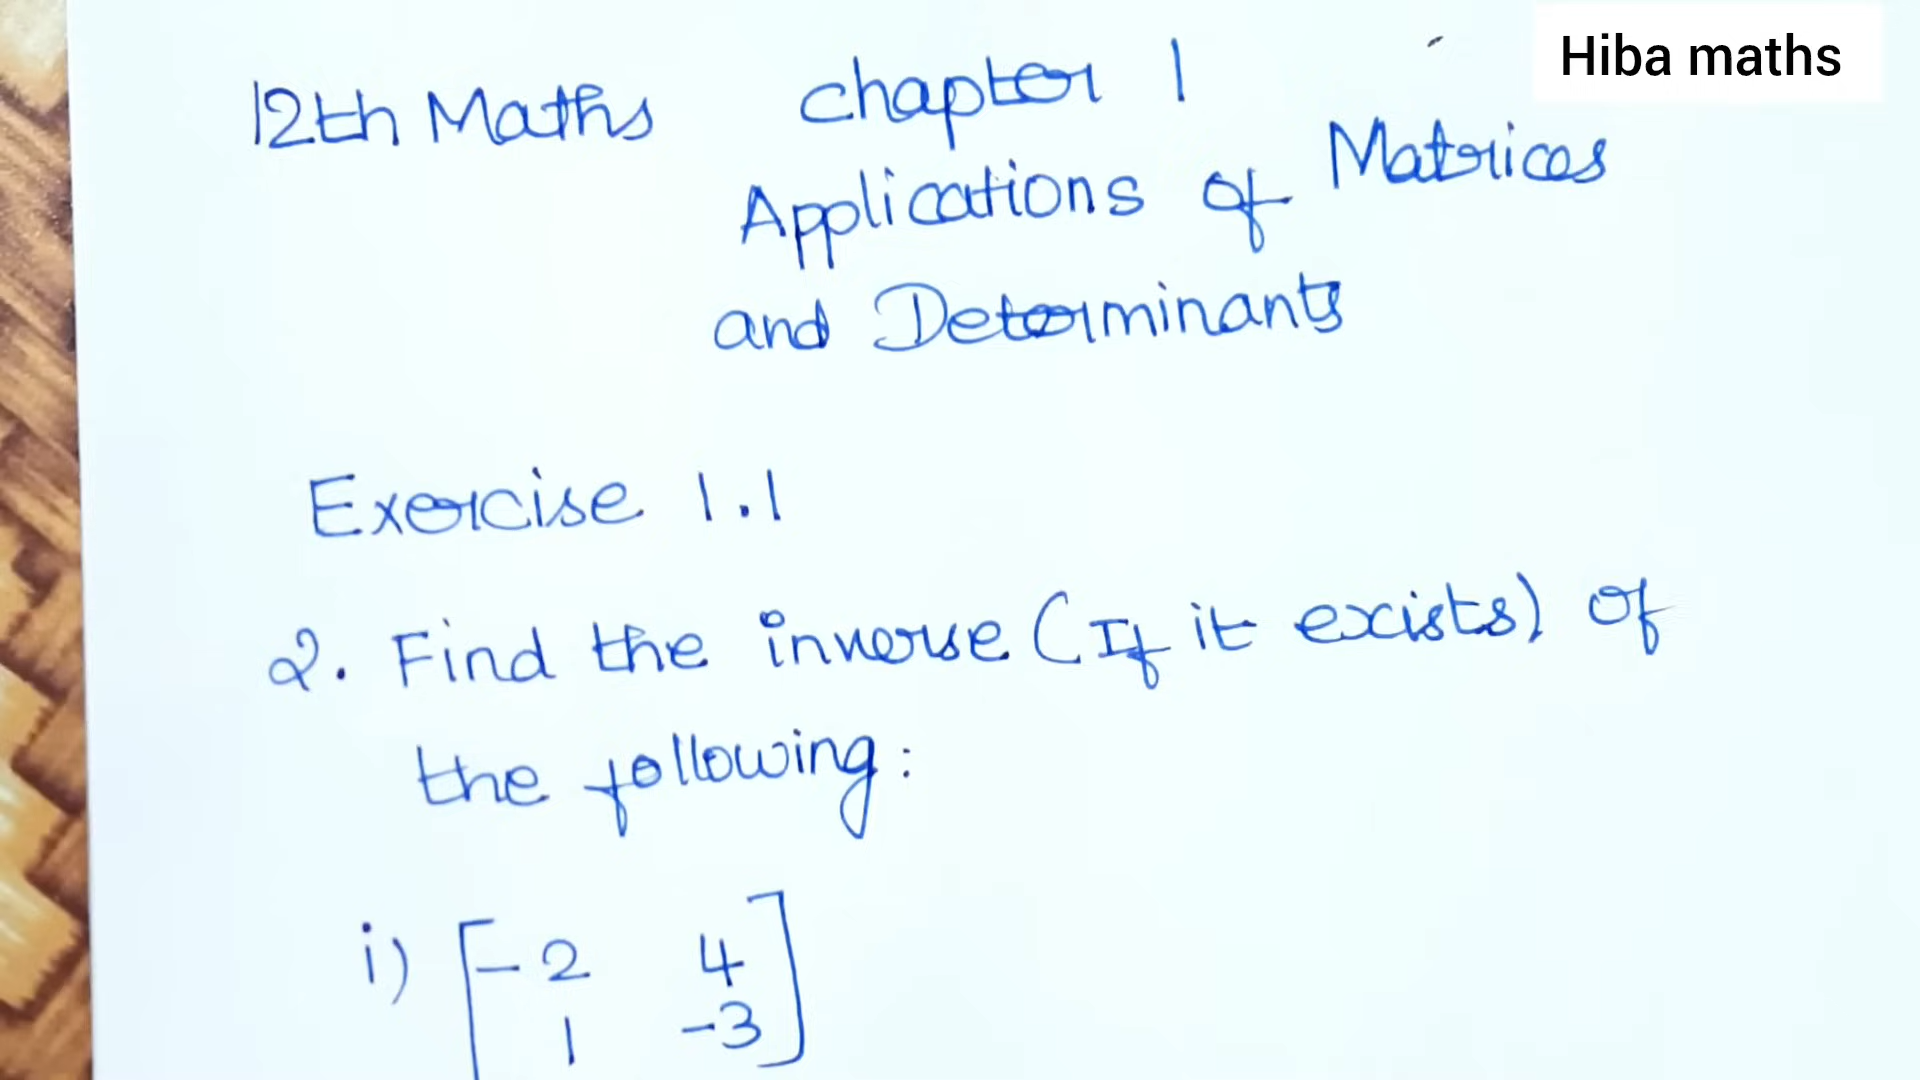 Hiba maths
12th Maths chapter 1
Applications of Matrices
and Determinants
Exercise 1.1
2. Find the inverse (If it exists) of
the following:
i) [-2 4
1 -3]